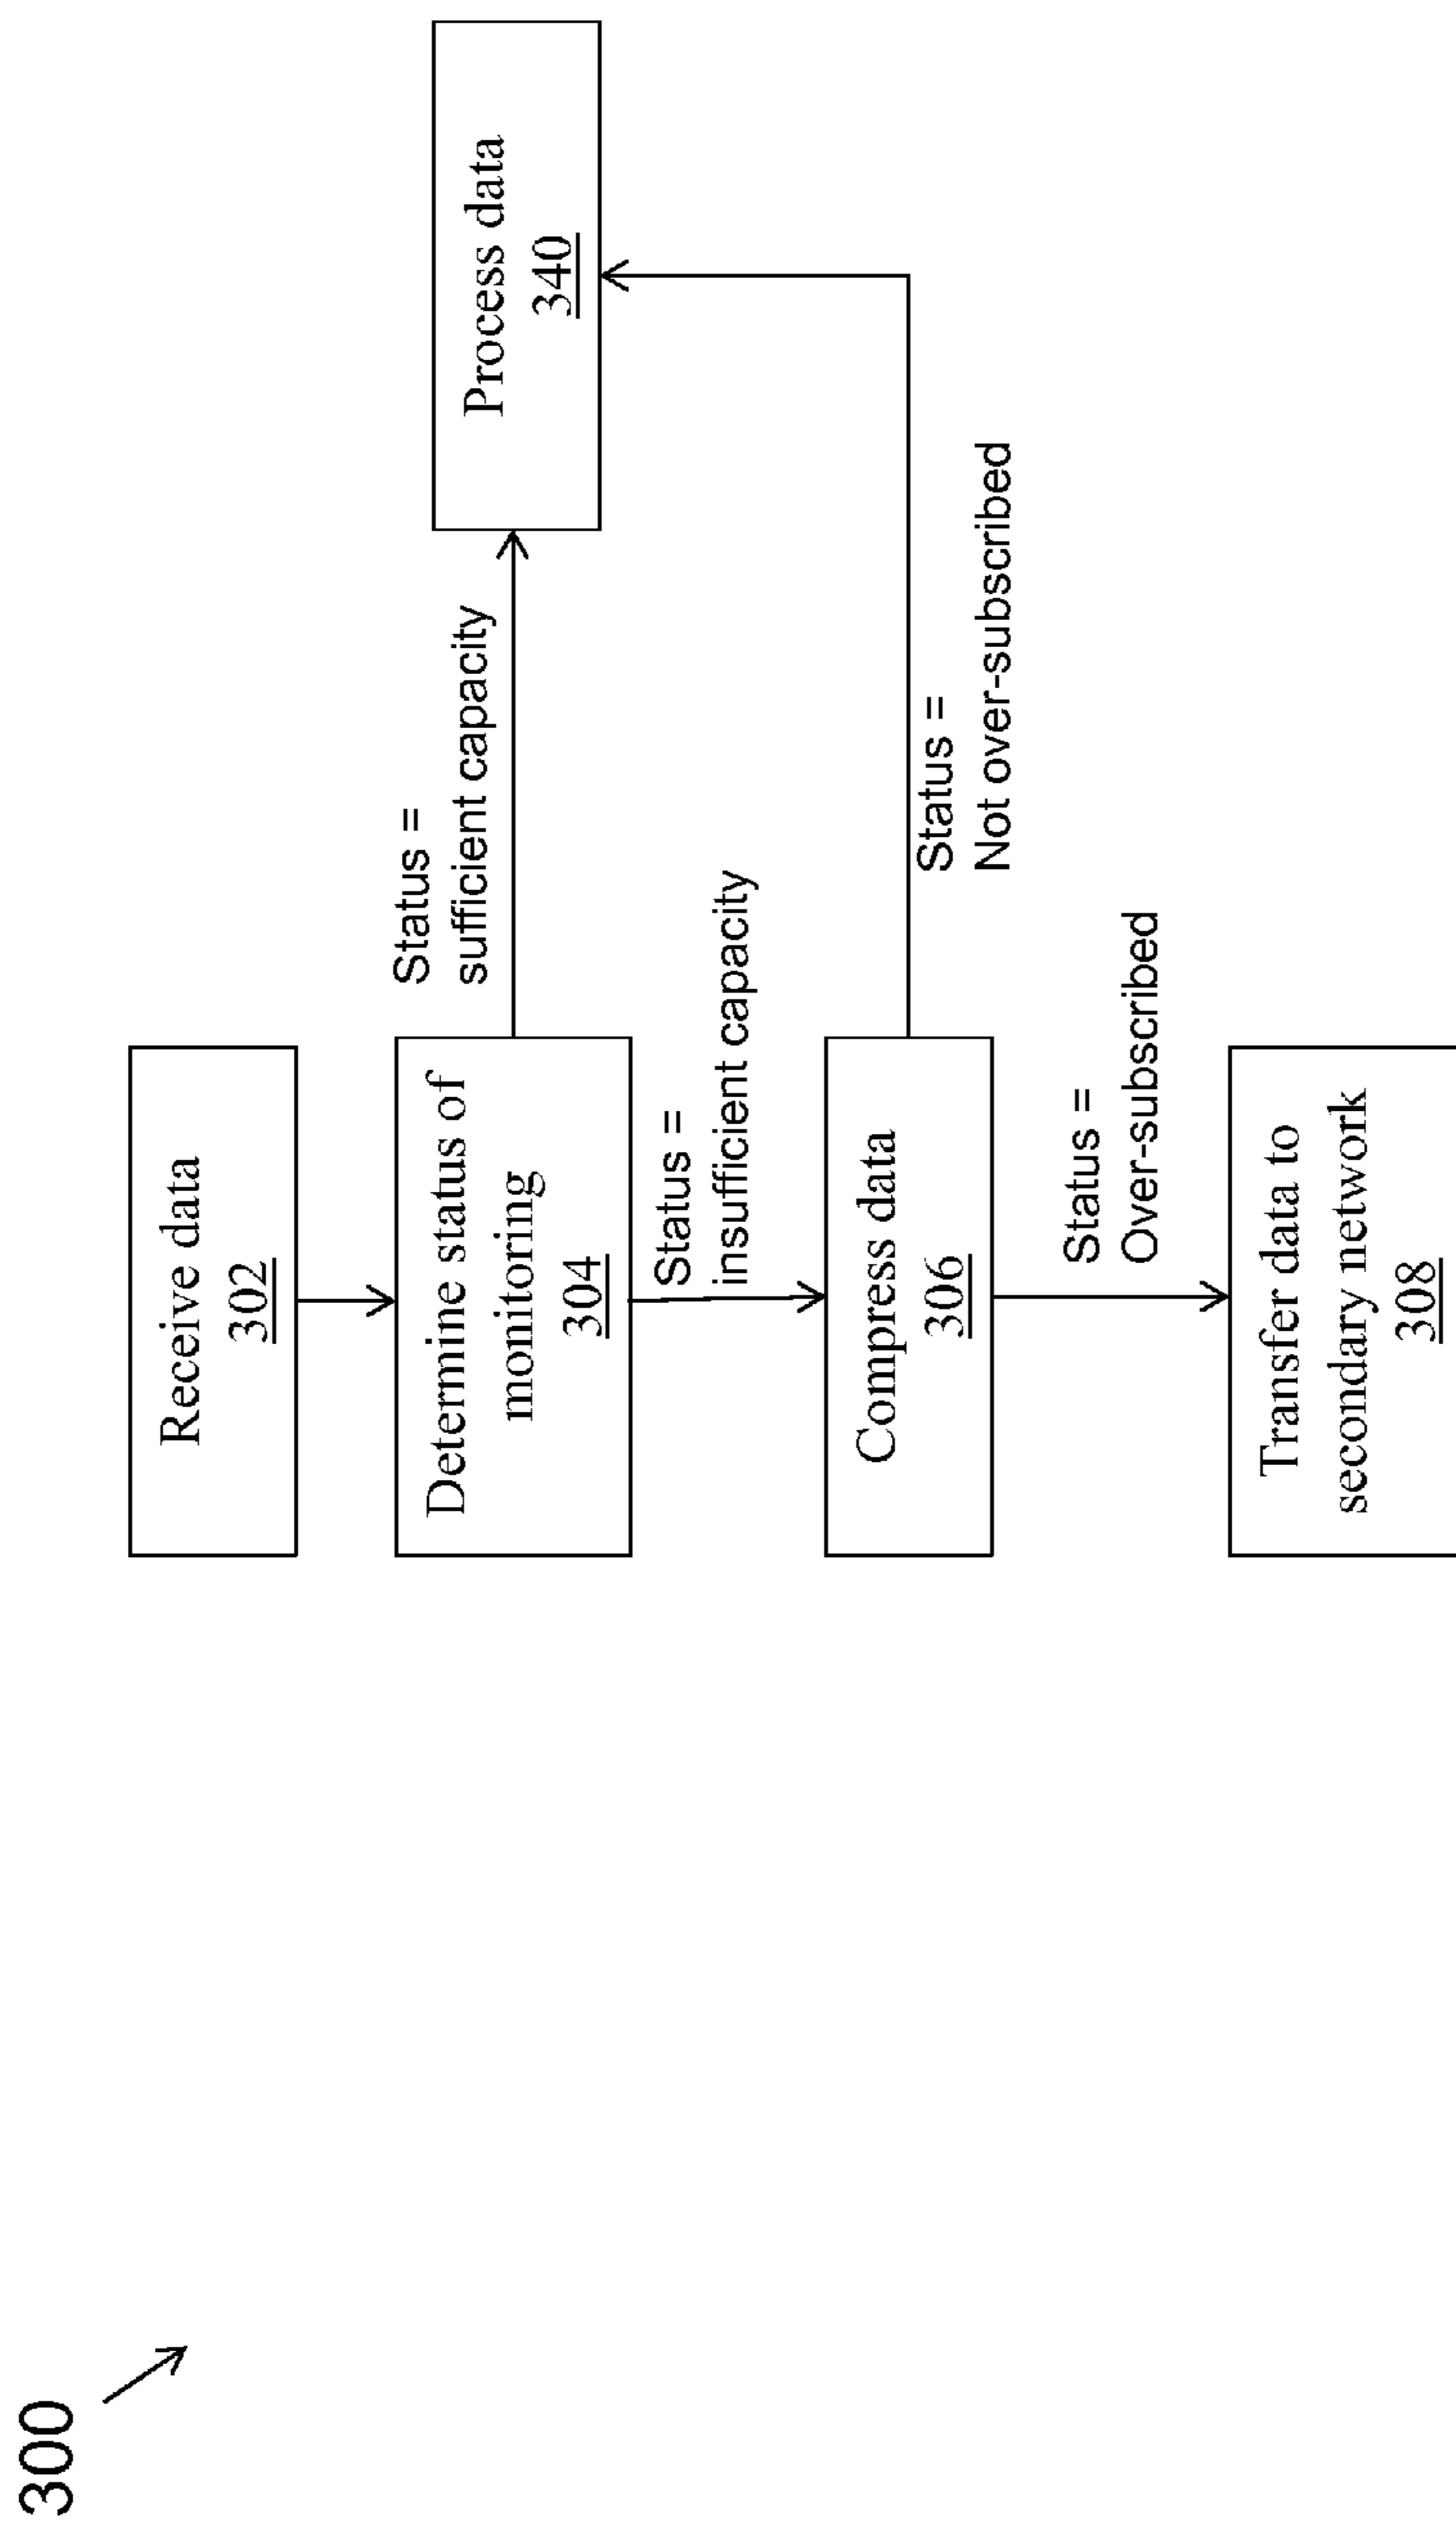 300
Receive data
302
Determine status of
monitoring
304
Status =
sufficient capacity
Process data
340
Status =
insufficient capacity
Compress data
306
Status =
Not over-subscribed
Status =
Over-subscribed
Transfer data to
secondary network
308